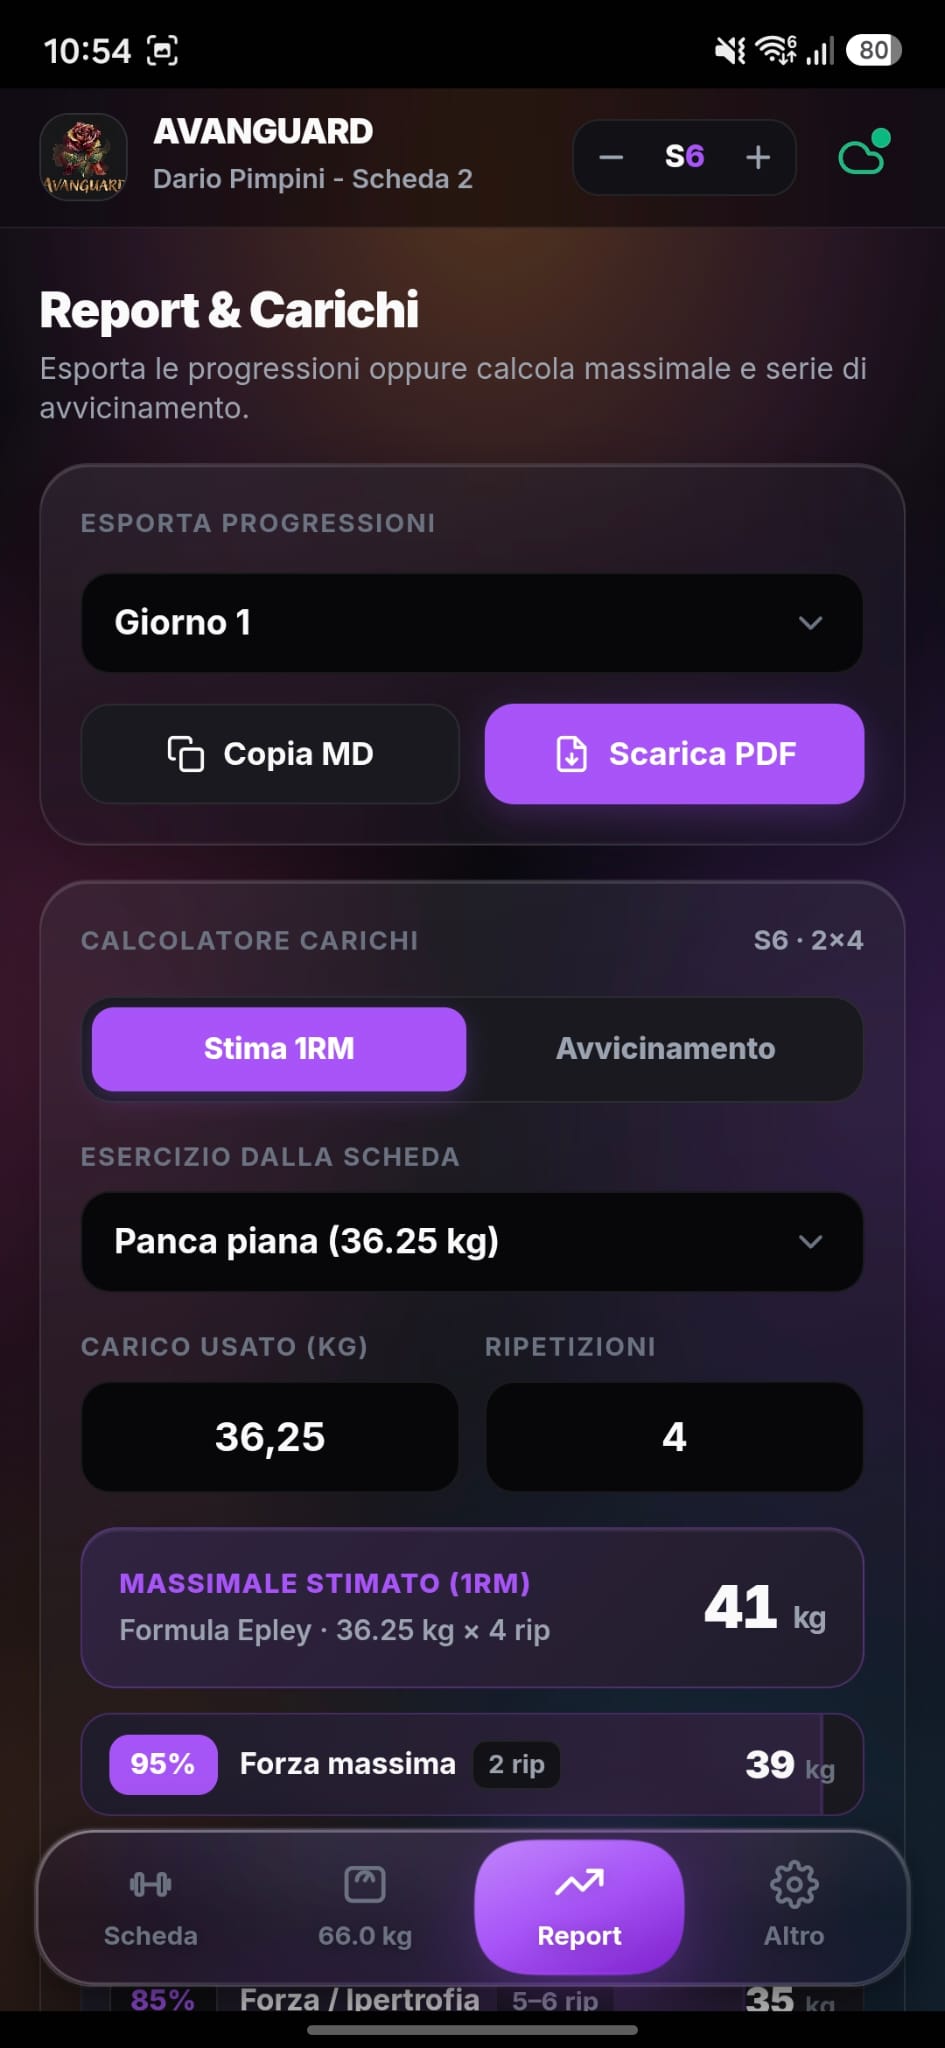 10:54
6
80
AVANGUARD
AVANGUARD
Dario Pimpini - Scheda 2
S6
Report & Carichi
Esporta le progressioni oppure calcola massimale e serie di
avvicinamento.
ESPORTA PROGRESSIONI
Giorno 1
Copia MD
Scarica PDF
CALCOLATORE CARICHI
S6 · 2×4
Stima 1RM
Avvicinamento
ESERCIZIO DALLA SCHEDA
Panca piana (36.25 kg)
CARICO USATO (KG)
RIPETIZIONI
36,25
4
MASSIMALE STIMATO (1RM)
Formula Epley · 36.25 kg × 4 rip
41 kg
95% Forza massima 2 rip 39 kg
Scheda
66.0 kg
Report
Altro
85% Forza / Ipertrofia 5–6 rip 35 kg